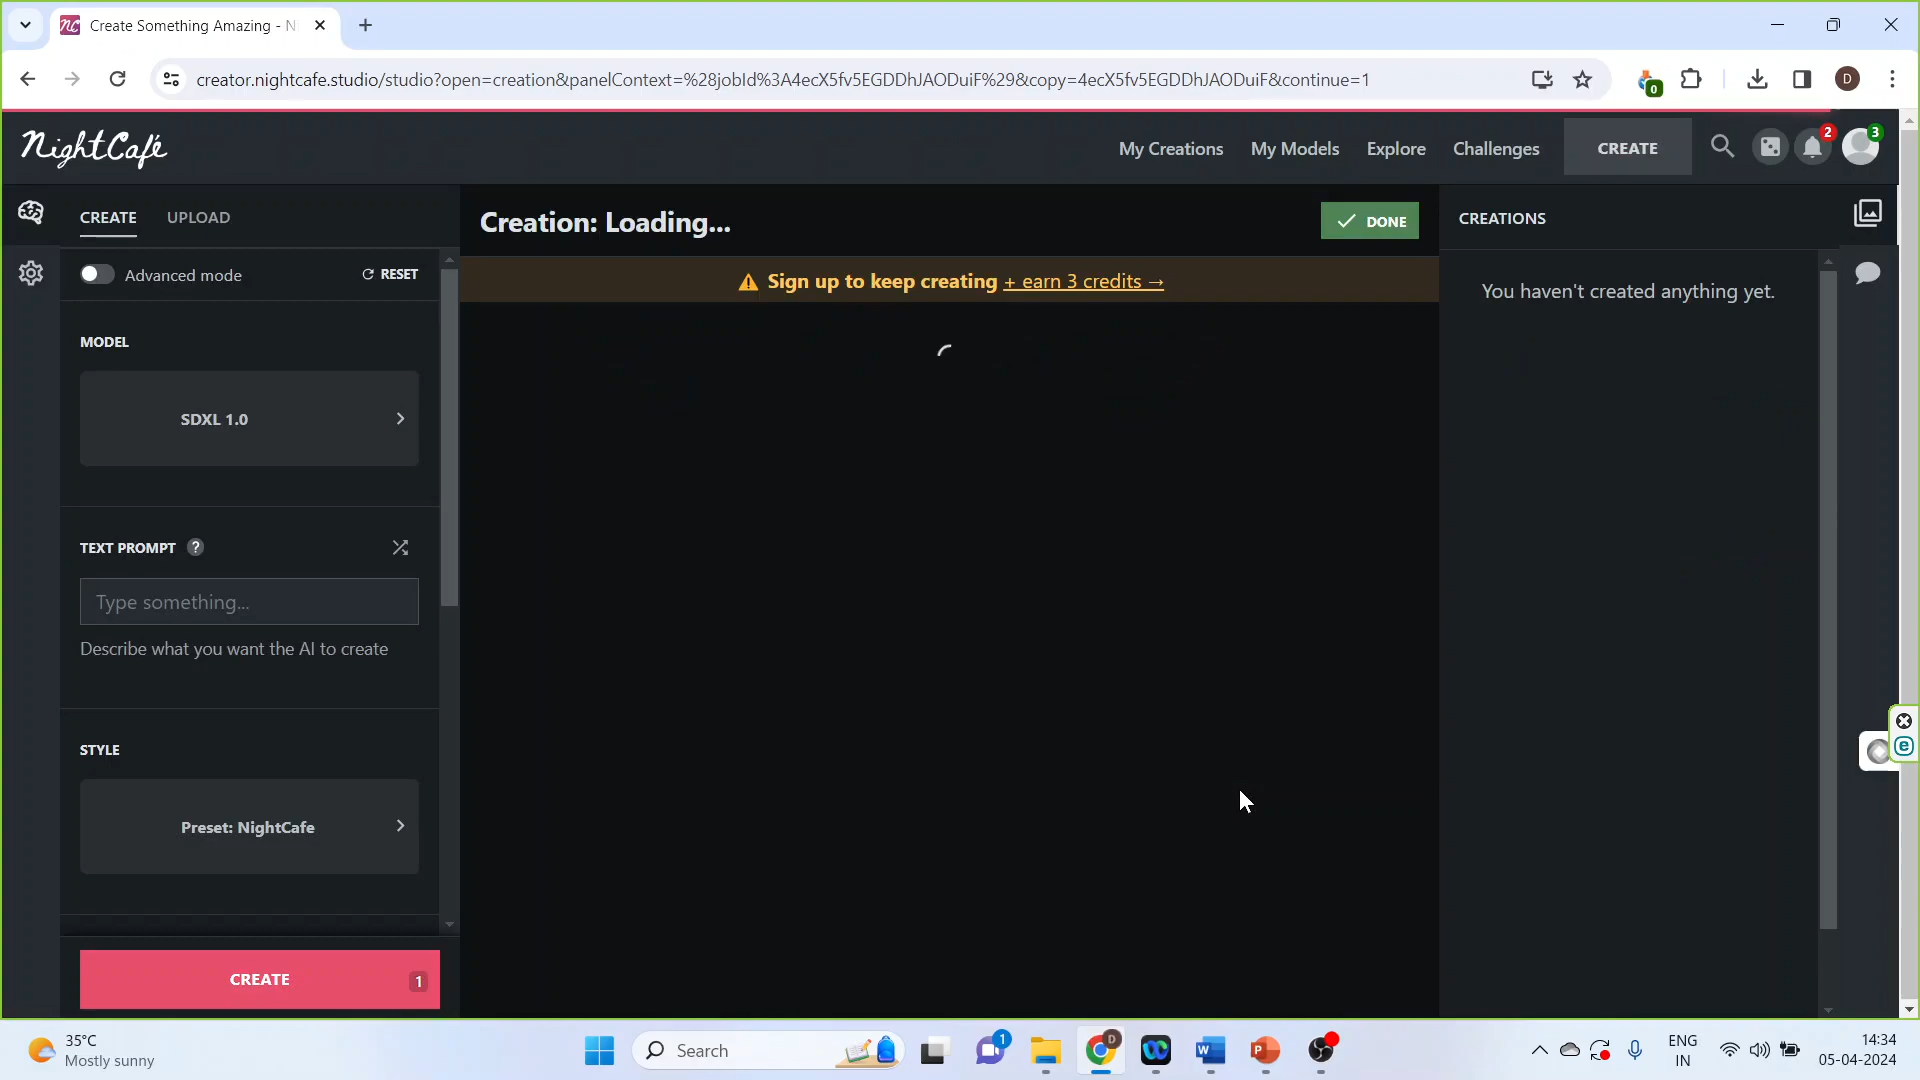 Create Something Amazing - N
creator.nightcafe.studio/studio?open=creation&panelContext=%28jobId%3A4ecX5fv5EGDDhJAODuiF%29&copy=4ecX5fv5EGDDhJAODuiF&continue=1
0
D
NightCafé
My Creations
My Models
Explore
Challenges
CREATE
2
3
CREATE
UPLOAD
Creation: Loading...
DONE
CREATIONS
Advanced mode
RESET
Sign up to keep creating + earn 3 credits →
You haven't created anything yet.
MODEL
SDXL 1.0
TEXT PROMPT ?
Type something...
Describe what you want the AI to create
STYLE
Preset: NightCafe
CREATE 1
35°C
Mostly sunny
Search
1
D
ENG
IN
14:34
05-04-2024